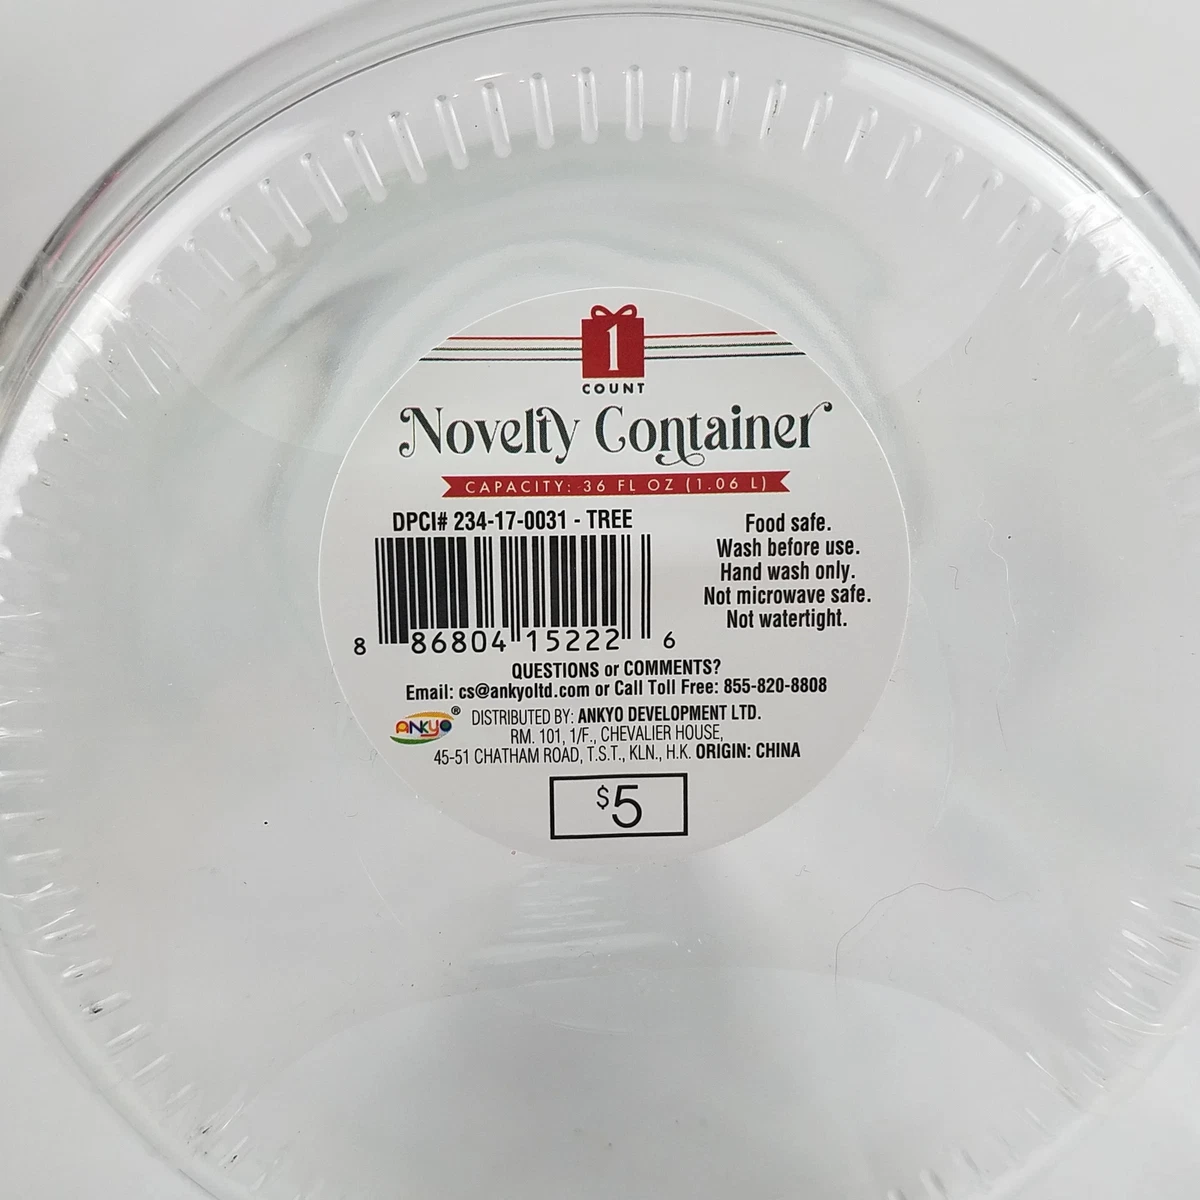 1
COUNT
Novelty Container
CAPACITY: 36 FL OZ (1.06 L)
DPCI# 234-17-0031 - TREE
8 86804 15222 6
Food safe.
Wash before use.
Hand wash only.
Not microwave safe.
Not watertight.
QUESTIONS or COMMENTS?
Email: cs@ankyoltd.com or Call Toll Free: 855-820-8808
ANKYO® DISTRIBUTED BY: ANKYO DEVELOPMENT LTD.
RM. 101, 1/F., CHEVALIER HOUSE,
45-51 CHATHAM ROAD, T.S.T., KLN., H.K. ORIGIN: CHINA
$5